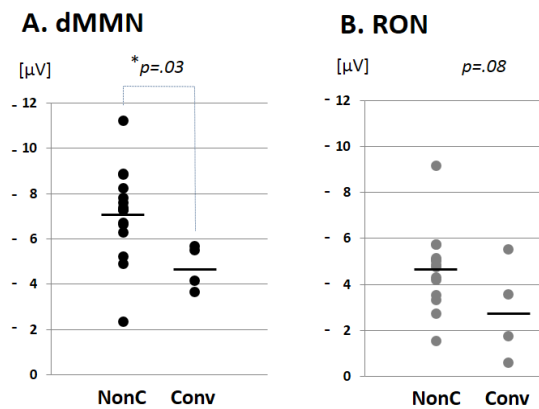 A. dMMN
[µV]
*p=.03
- 12
- 10
- 8
- 6
- 4
- 2
0
NonC Conv
B. RON
[µV]
p=.08
- 12
- 10
- 8
- 6
- 4
- 2
0
NonC Conv